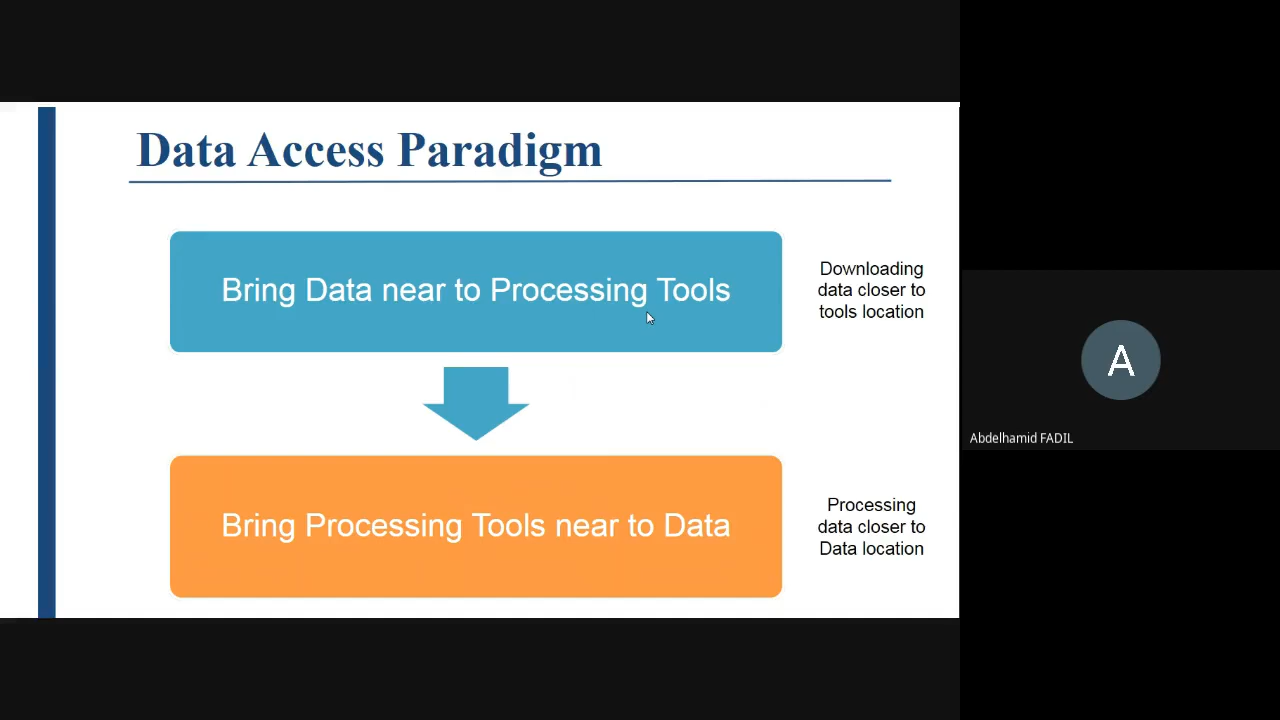 Data Access Paradigm
Bring Data near to Processing Tools
Downloading
data closer to
tools location
Bring Processing Tools near to Data
Processing
data closer to
Data location
A
Abdelhamid FADIL